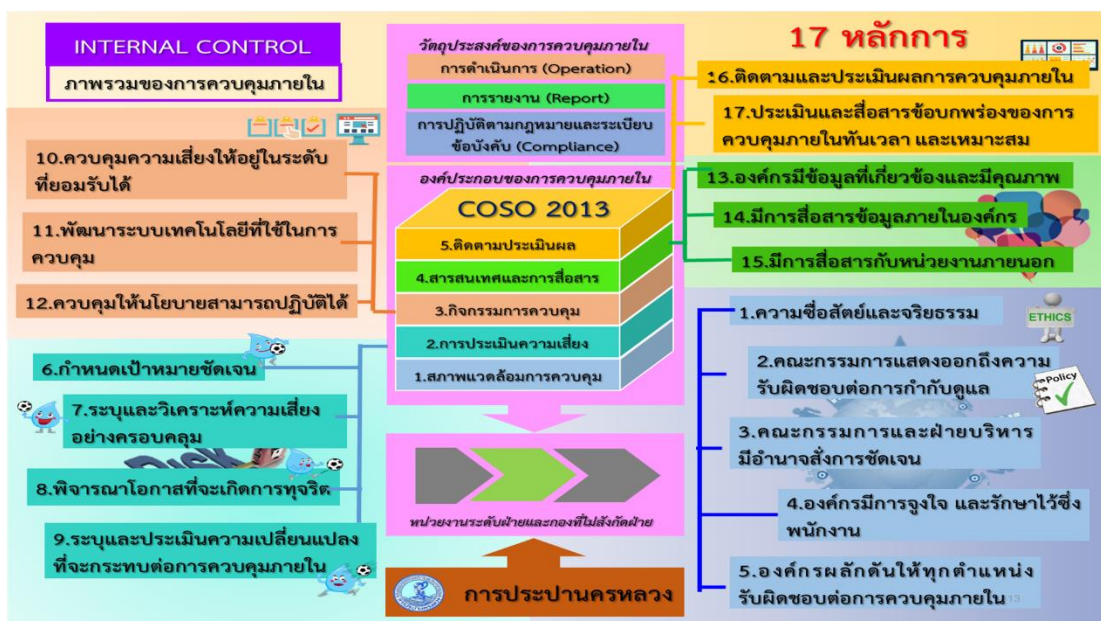 INTERNAL CONTROL
ภาพรวมของการควบคุมภายใน
วัตถุประสงค์ของการควบคุมภายใน
การดำเนินการ (Operation)
การรายงาน (Report)
การปฏิบัติตามกฎหมายและระเบียบ
ข้อบังคับ (Compliance)
17 หลักการ
16.ติดตามและประเมินผลการควบคุมภายใน
17.ประเมินและสื่อสารข้อบกพร่องของการ
ควบคุมภายในทันเวลา และเหมาะสม
10.ควบคุมความเสี่ยงให้อยู่ในระดับ
ที่ยอมรับได้
11.พัฒนาระบบเทคโนโลยีที่ใช้ในการ
ควบคุม
12.ควบคุมให้นโยบายสามารถปฏิบัติได้
องค์ประกอบของการควบคุมภายใน
COSO 2013
5.ติดตามประเมินผล
4.สารสนเทศและการสื่อสาร
3.กิจกรรมการควบคุม
2.การประเมินความเสี่ยง
1.สภาพแวดล้อมการควบคุม
13.องค์กรมีข้อมูลที่เกี่ยวข้องและมีคุณภาพ
14.มีการสื่อสารข้อมูลภายในองค์กร
15.มีการสื่อสารกับหน่วยงานภายนอก
6.กำหนดเป้าหมายชัดเจน
7.ระบุและวิเคราะห์ความเสี่ยง
อย่างครอบคลุม
8.พิจารณาโอกาสที่จะเกิดการทุจริต
9.ระบุและประเมินความเปลี่ยนแปลง
ที่จะกระทบต่อการควบคุมภายใน
หน่วยงานระดับฝ่ายและกองที่ไม่สังกัดฝ่าย
การประปานครหลวง
1.ความซื่อสัตย์และจริยธรรม
ETHICS
2.คณะกรรมการแสดงออกถึงความ
รับผิดชอบต่อการกำกับดูแล
Policy
3.คณะกรรมการและฝ่ายบริหาร
มีอำนาจสั่งการชัดเจน
4.องค์กรมีการจูงใจ และรักษาไว้ซึ่ง
พนักงาน
5.องค์กรผลักดันให้ทุกตำแหน่ง
รับผิดชอบต่อการควบคุมภายใน